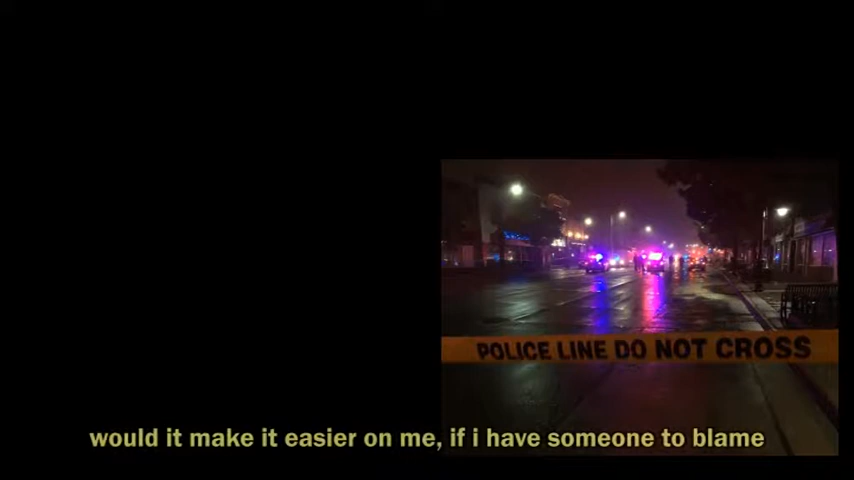 POLICE LINE DO NOT CROSS
would it make it easier on me, if i have someone to blame